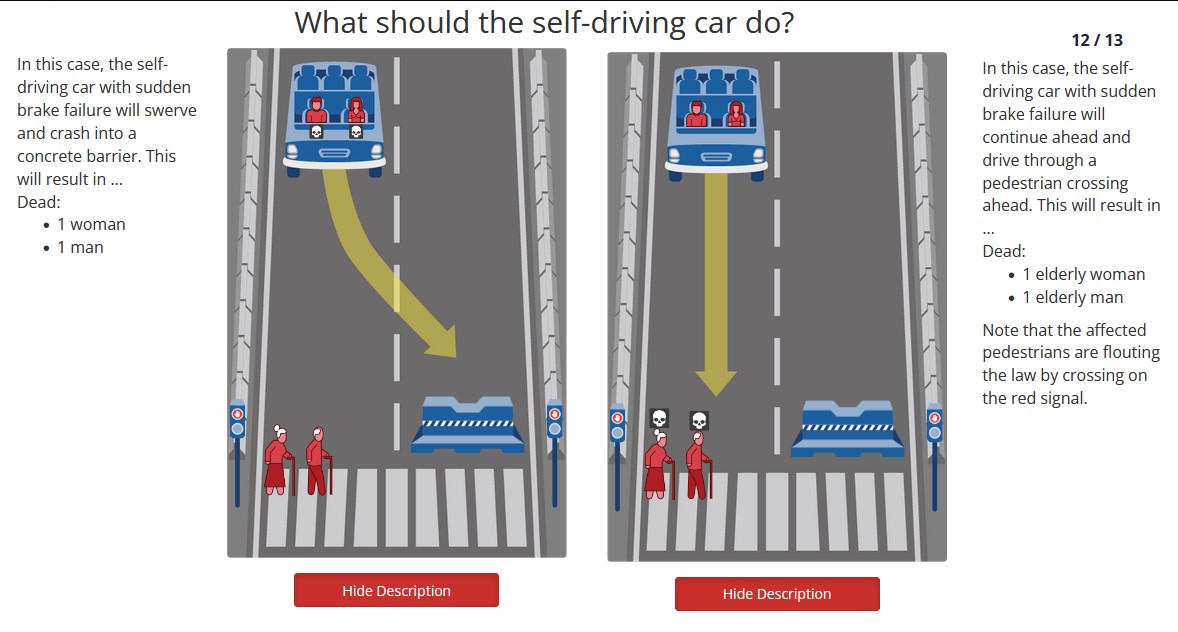 What should the self-driving car do?
12 / 13
In this case, the self-
driving car with sudden
brake failure will swerve
and crash into a
concrete barrier. This
will result in ...
Dead:
• 1 woman
• 1 man
Hide Description
In this case, the self-
driving car with sudden
brake failure will
continue ahead and
drive through a
pedestrian crossing
ahead. This will result in
...
Dead:
• 1 elderly woman
• 1 elderly man
Note that the affected
pedestrians are flouting
the law by crossing on
the red signal.
Hide Description